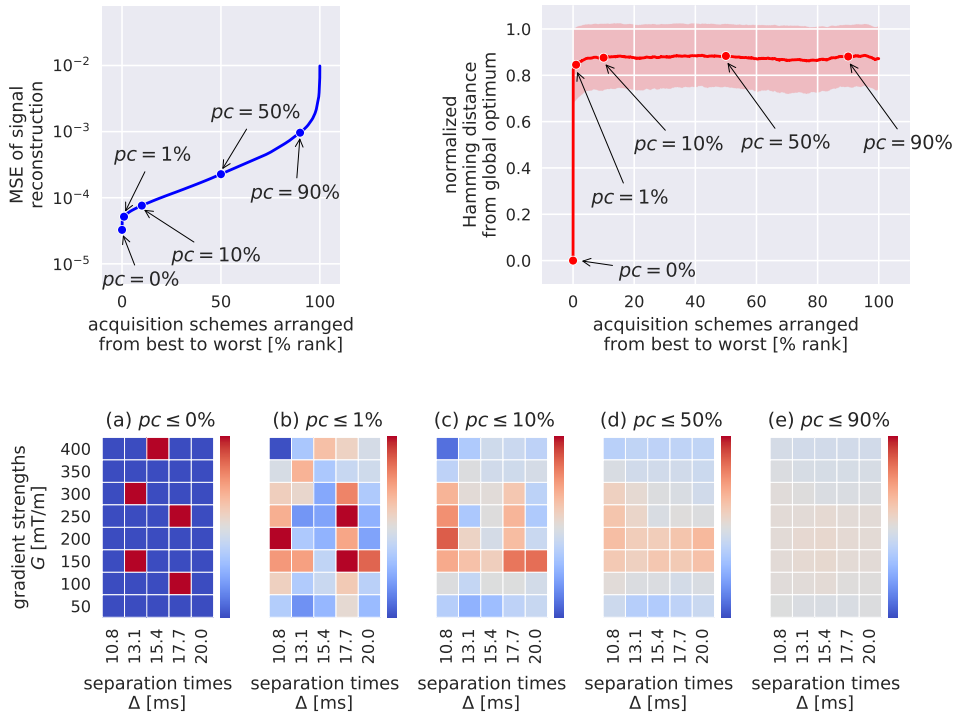 MSE of signal
reconstruction
10⁻²
10⁻³
10⁻⁴
10⁻⁵
pc = 50%
pc = 1%
pc = 90%
pc = 10%
pc = 0%
0
50
100
acquisition schemes arranged
from best to worst [% rank]
normalized
Hamming distance
from global optimum
1.0
0.8
0.6
0.4
0.2
0.0
pc = 10%
pc = 50%
pc = 90%
pc = 1%
pc = 0%
0
20
40
60
80
100
acquisition schemes arranged
from best to worst [% rank]
(a) pc ≤ 0%
(b) pc ≤ 1%
(c) pc ≤ 10%
(d) pc ≤ 50%
(e) pc ≤ 90%
gradient strengths
G [mT/m]
400
350
300
250
200
150
100
50
10.8
13.1
15.4
17.7
20.0
10.8
13.1
15.4
17.7
20.0
10.8
13.1
15.4
17.7
20.0
10.8
13.1
15.4
17.7
20.0
10.8
13.1
15.4
17.7
20.0
separation times
Δ [ms]
separation times
Δ [ms]
separation times
Δ [ms]
separation times
Δ [ms]
separation times
Δ [ms]